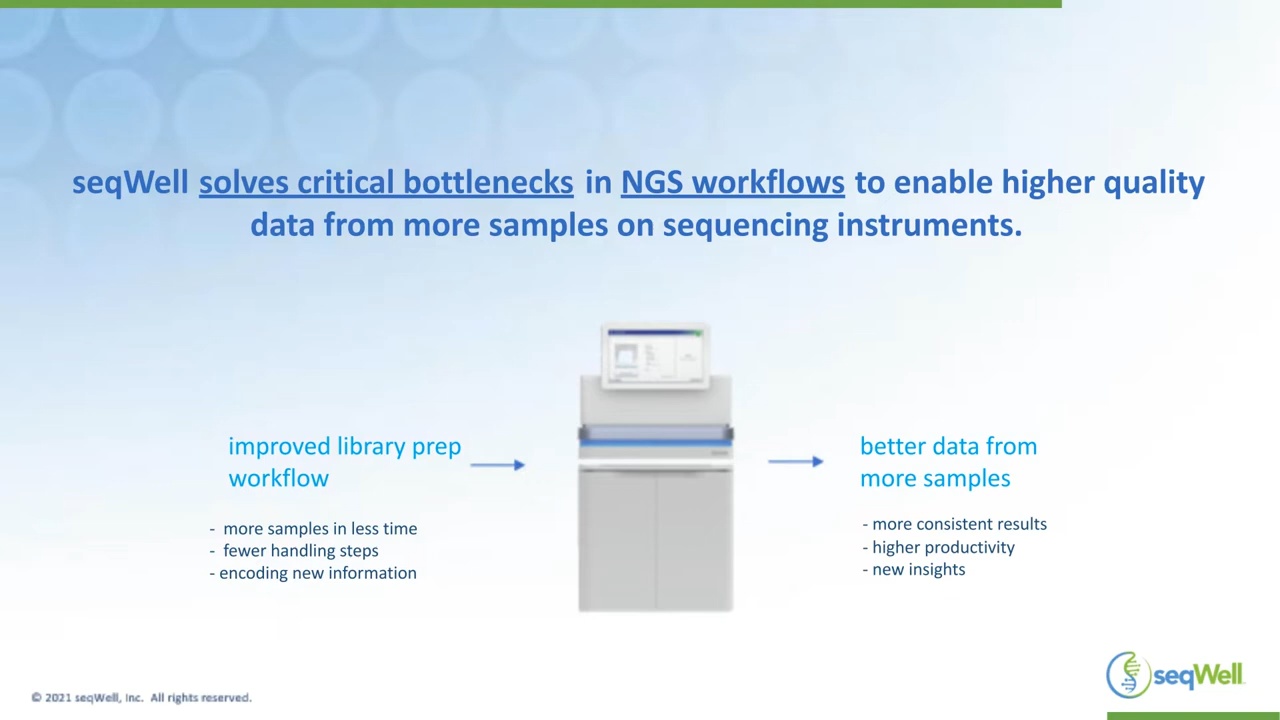 seqWell solves critical bottlenecks in NGS workflows to enable higher quality
data from more samples on sequencing instruments.
improved library prep
workflow
- more samples in less time
- fewer handling steps
- encoding new information
better data from
more samples
- more consistent results
- higher productivity
- new insights
© 2021 seqWell, Inc. All rights reserved.
seqWell